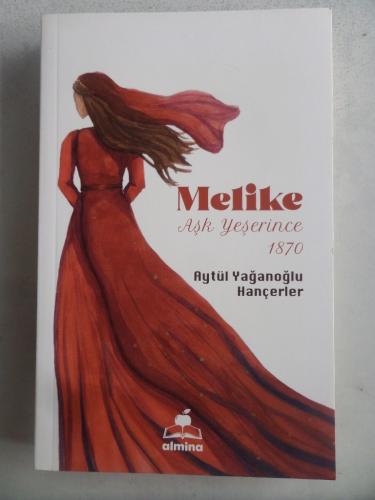 Melike
Aşk Yeşerince
1870
Aytül Yağanoğlu
Hançerler
almina